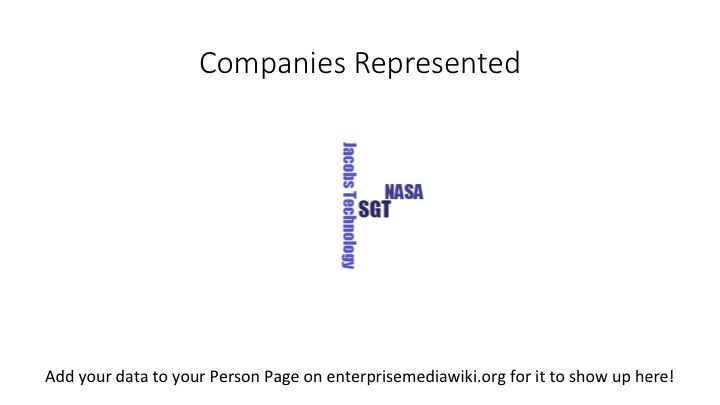 Companies Represented
Jacobs Technology
NASA
SGT
Add your data to your Person Page on enterprisemediawiki.org for it to show up here!